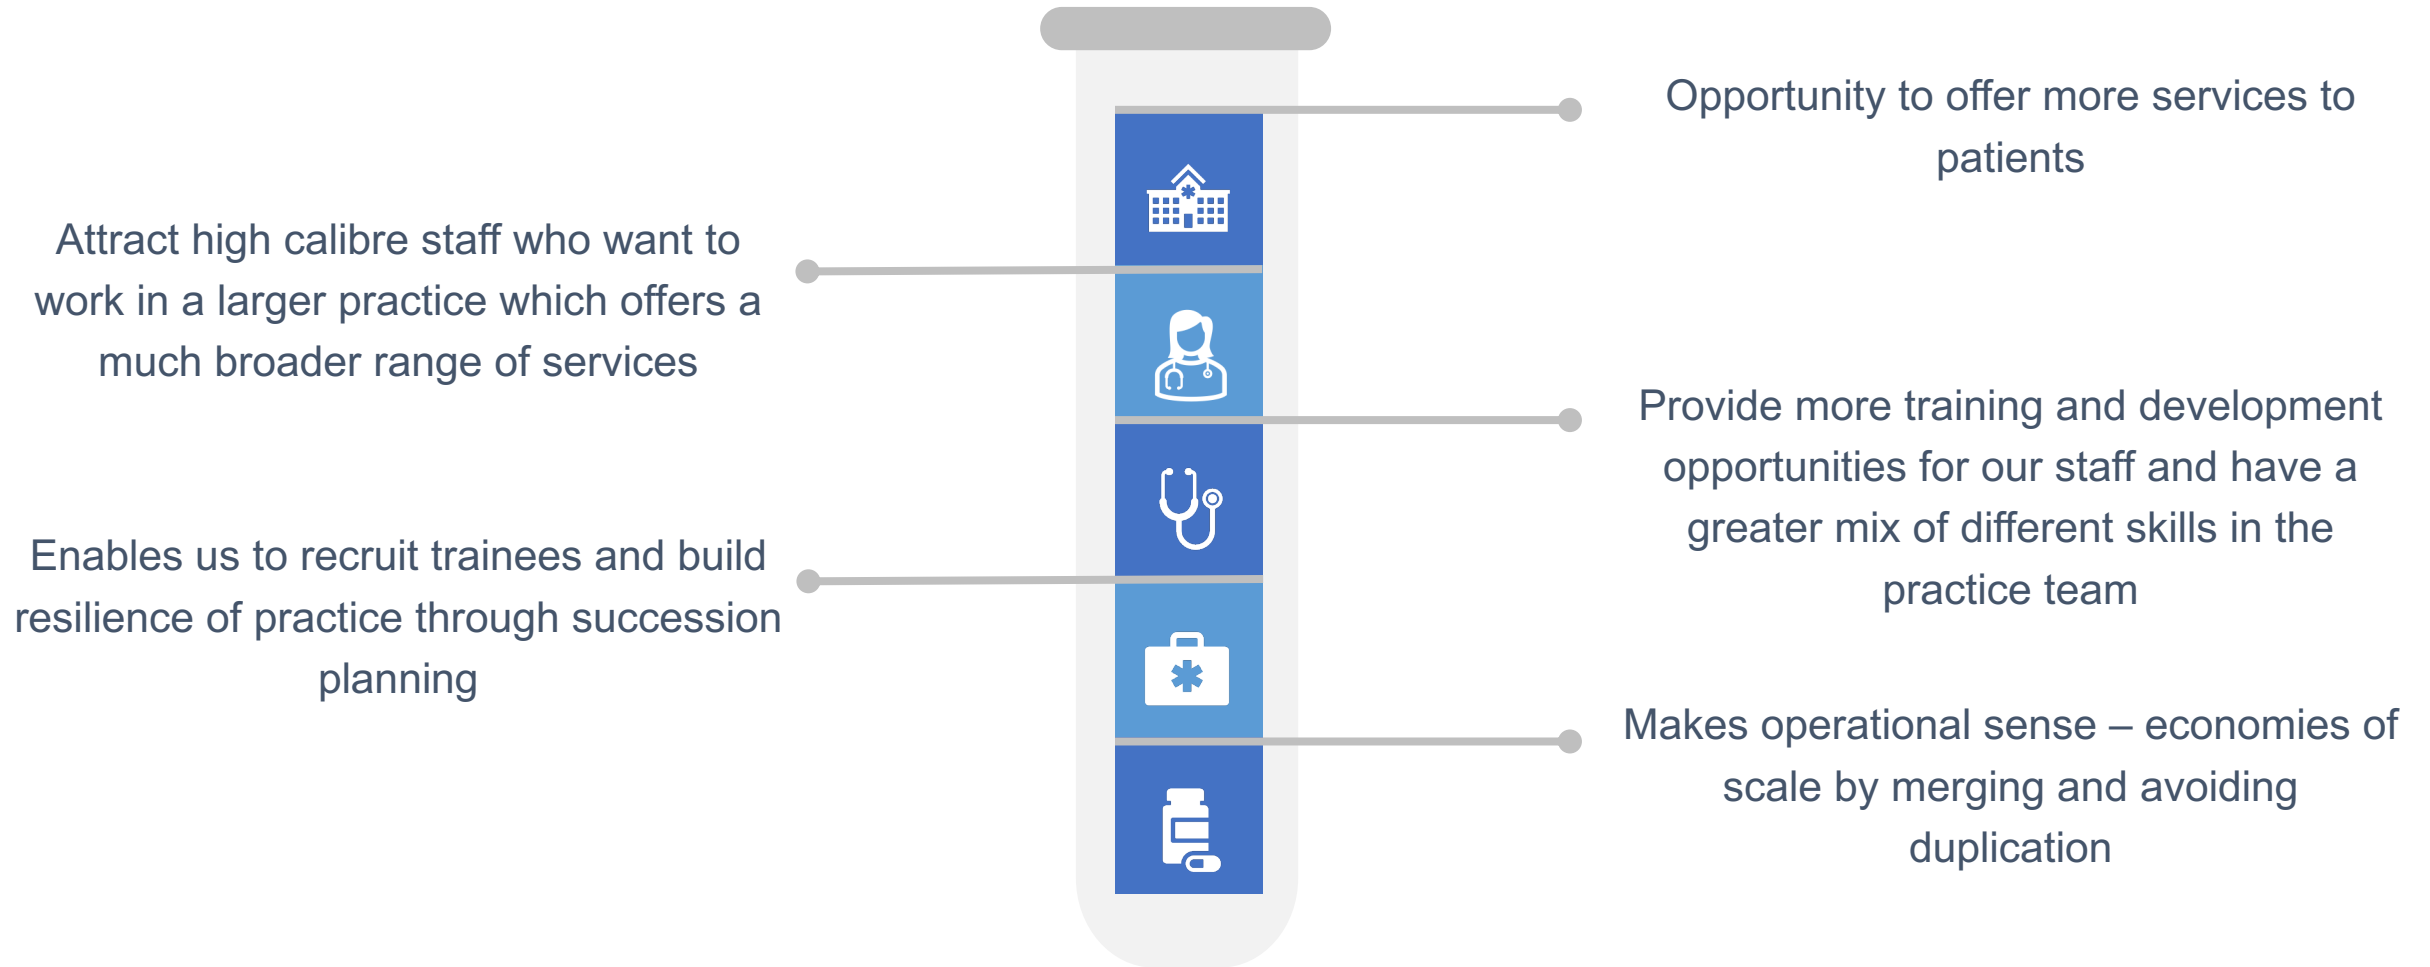 Opportunity to offer more services to
patients
Attract high calibre staff who want to
work in a larger practice which offers a
much broader range of services
Provide more training and development
opportunities for our staff and have a
greater mix of different skills in the
practice team
Enables us to recruit trainees and build
resilience of practice through succession
planning
Makes operational sense – economies of
scale by merging and avoiding
duplication